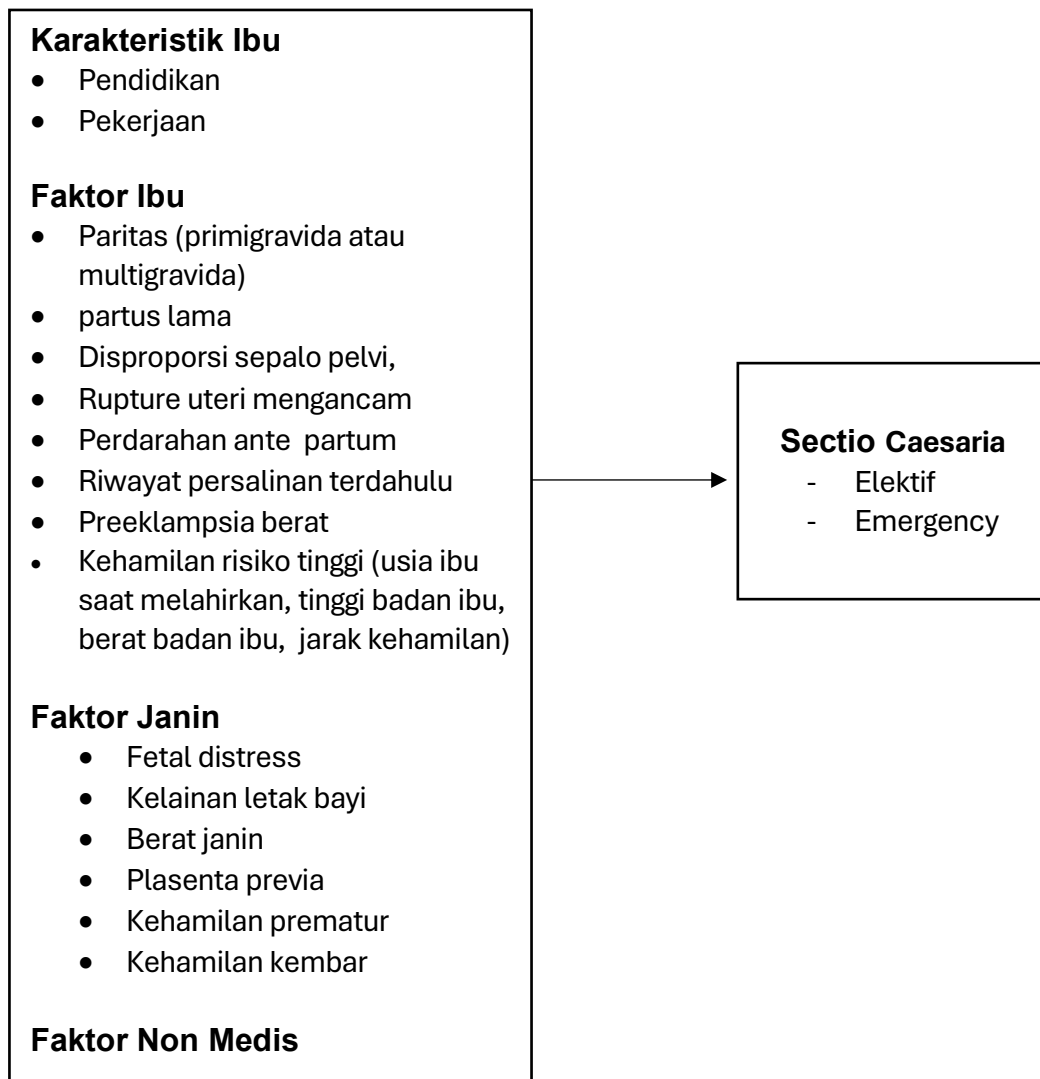 Karakteristik Ibu
• Pendidikan
• Pekerjaan
Faktor Ibu
• Paritas (primigravida atau
multigravida)
• partus lama
• Disproporsi sepalo pelvi,
• Rupture uteri mengancam
• Perdarahan ante partum
• Riwayat persalinan terdahulu
• Preeklampsia berat
• Kehamilan risiko tinggi (usia ibu
saat melahirkan, tinggi badan ibu,
berat badan ibu, jarak kehamilan)
Faktor Janin
• Fetal distress
• Kelainan letak bayi
• Berat janin
• Plasenta previa
• Kehamilan prematur
• Kehamilan kembar
Faktor Non Medis
Sectio Caesaria
- Elektif
- Emergency